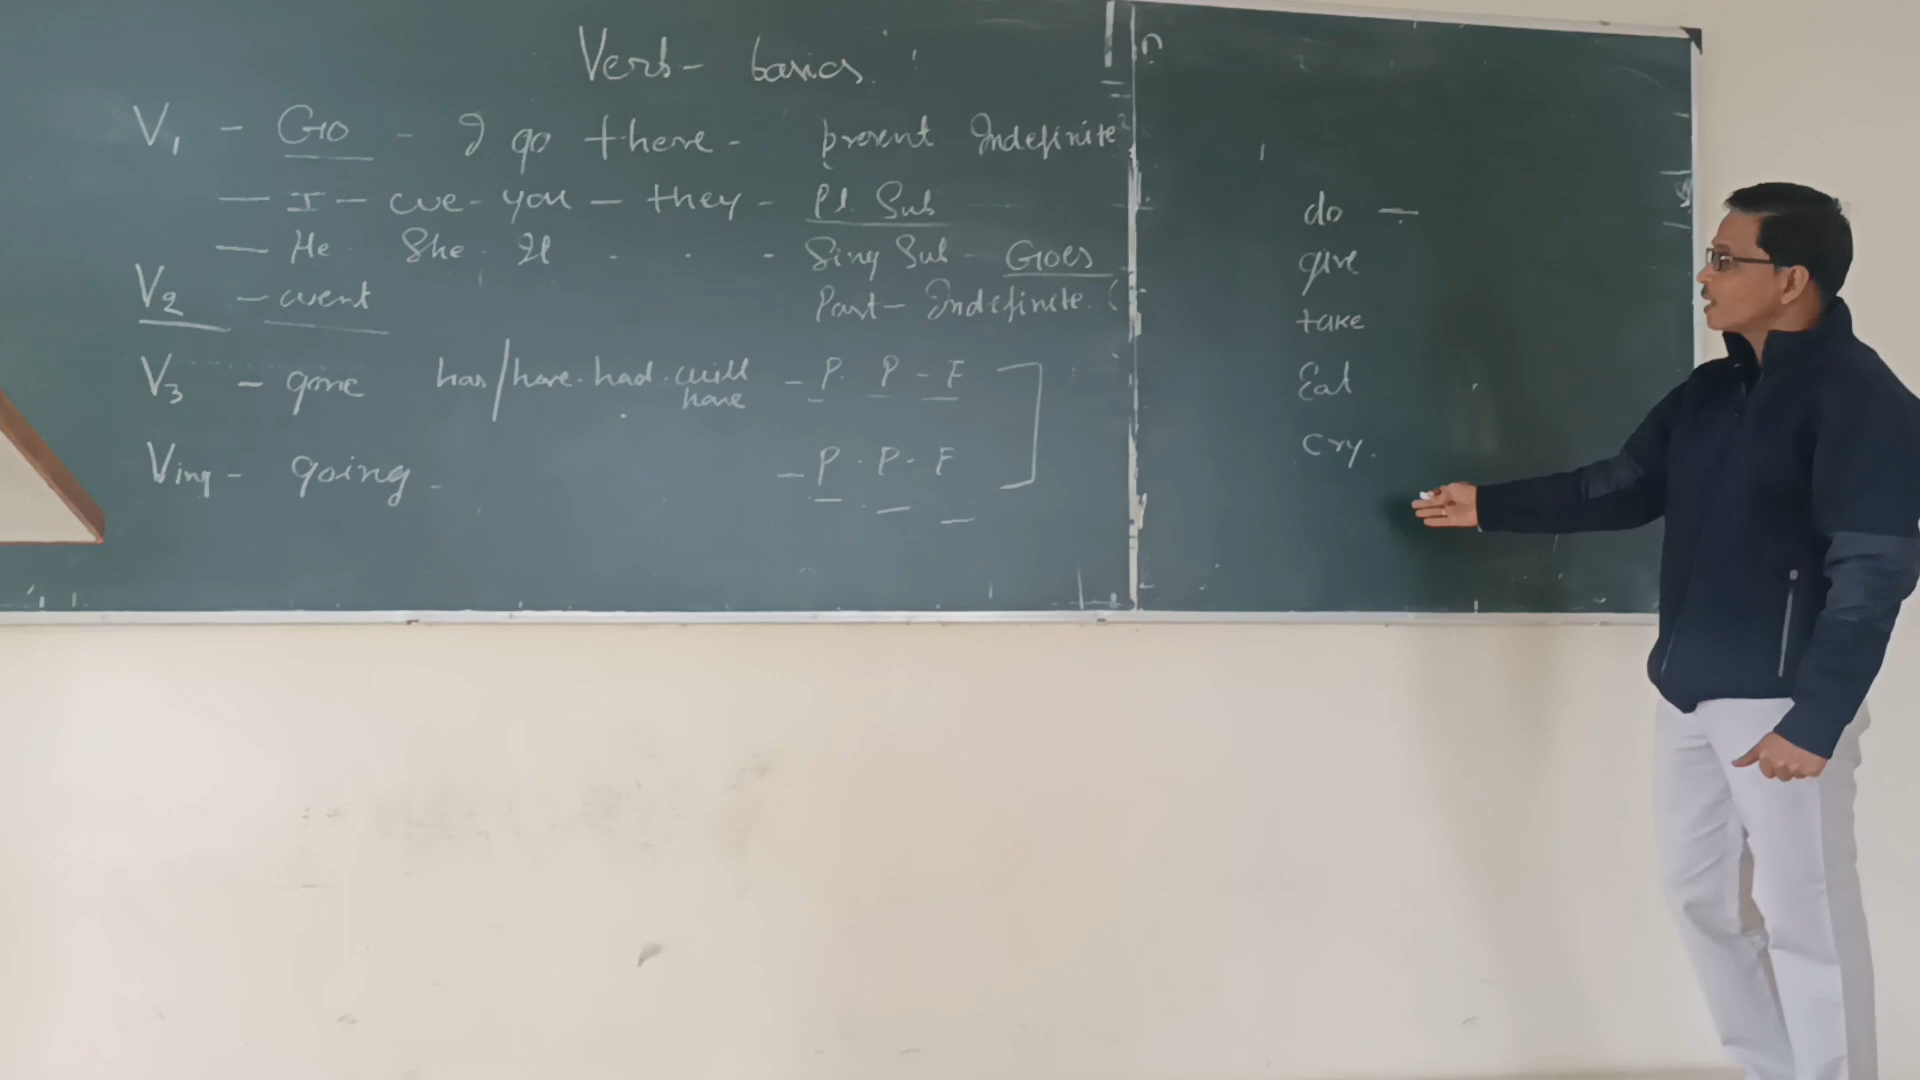 Verb- basics
V1 - Go - I go there - present Indefinite
— I — we - you — they - Pl. Sub
— He She It . . . - Sing Sub - Goes
V2 — went Past - Indefinite. (
V3 - gone has/have. had. will have - P. P - F
Ving - going - - P. P. F
do -
give
take
Eat
cry.